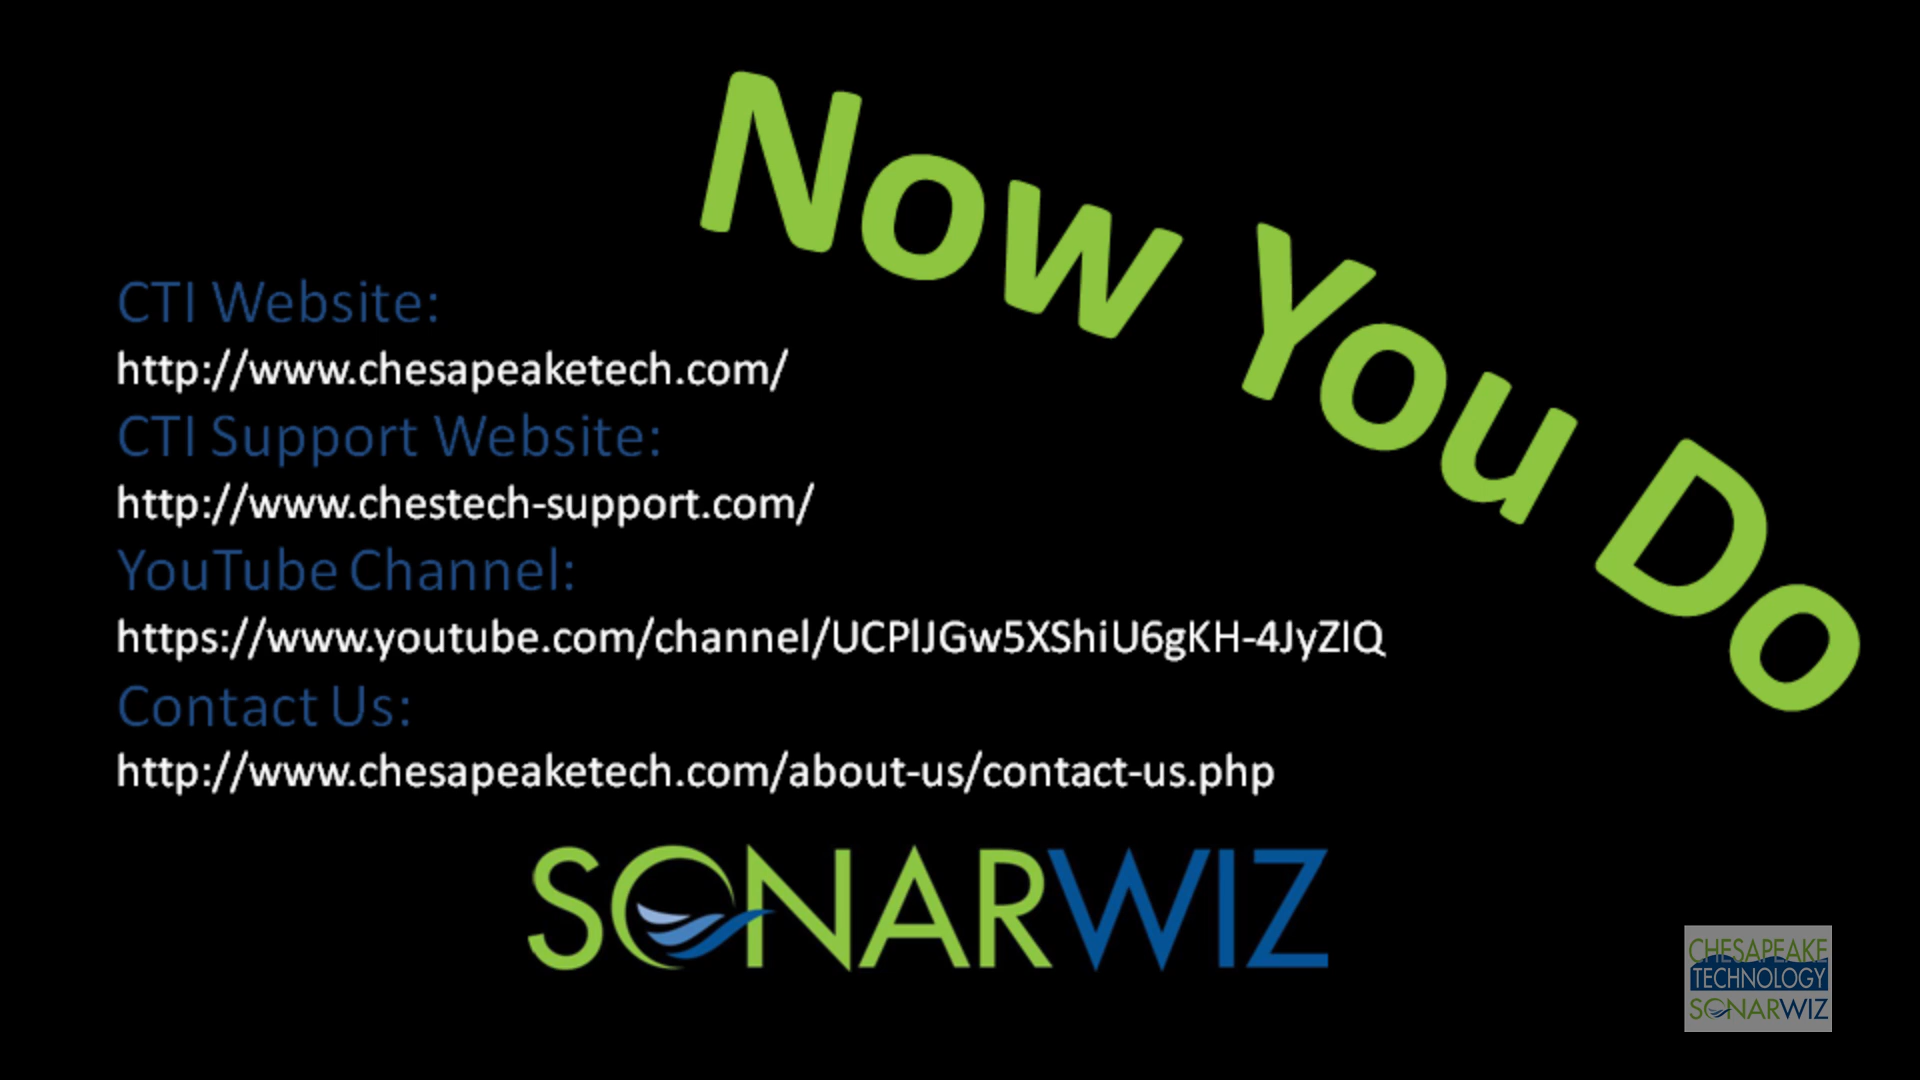 Now You Do
CTI Website:
http://www.chesapeaketech.com/
CTI Support Website:
http://www.chestech-support.com/
YouTube Channel:
https://www.youtube.com/channel/UCPlJGw5XShiU6gKH-4JyZIQ
Contact Us:
http://www.chesapeaketech.com/about-us/contact-us.php
SONARWIZ
CHESAPEAKE
TECHNOLOGY
SONARWIZ